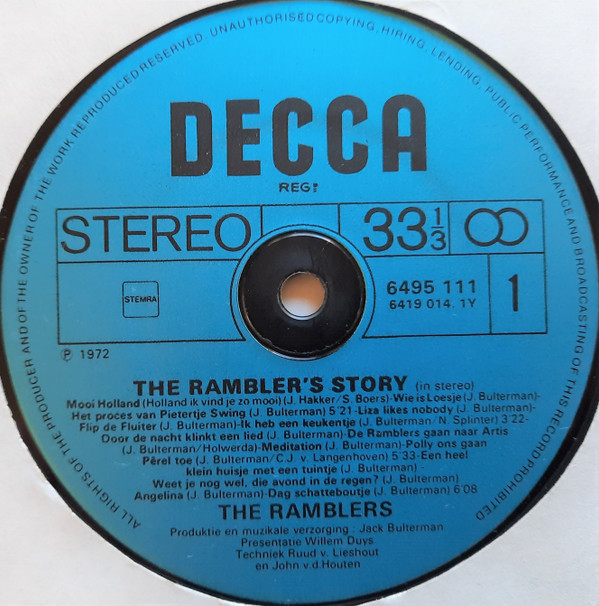 ALL RIGHTS OF THE PRODUCER AND OF THE OWNER OF THE WORK REPRODUCED RESERVED. UNAUTHORISED COPYING, HIRING, LENDING, PUBLIC PERFORMANCE AND BROADCASTING OF THIS RECORD PROHIBITED
DECCA
REG!
STEREO 33 1/3
STEMRA
6495 111
6419 014. 1Y
1
℗ 1972
THE RAMBLER'S STORY (in stereo)
Mooi Holland (Holland ik vind je zo mooi) (J. Hakker/S. Boers)-Wie is Loesje (J. Bulterman)-
Het proces van Pietertje Swing (J. Bulterman) 5'21-Liza likes nobody (J. Bulterman)-
Flip de Fluiter (J. Bulterman)-Ik heb een keukentje (J. Bulterman/N. Splinter) 3'22-
Door de nacht klinkt een lied (J. Bulterman)-De Ramblers gaan naar Artis
(J. Bulterman/Holwerda)-Meditation (J. Bulterman)-Polly ons gaan
Pêrel toe (J. Bulterman/C.J. v. Langenhoven) 5'33-Een heel
klein huisje met een tuintje (J. Bulterman)-
Weet je nog wel, die avond in de regen? (J. Bulterman)
Angelina (J. Bulterman)-Dag schatteboutje (J. Bulterman) 6'08
THE RAMBLERS
Produktie en muzikale verzorging : Jack Bulterman
Presentatie Willem Duys
Techniek Ruud v. Lieshout
en John v.d. Houten